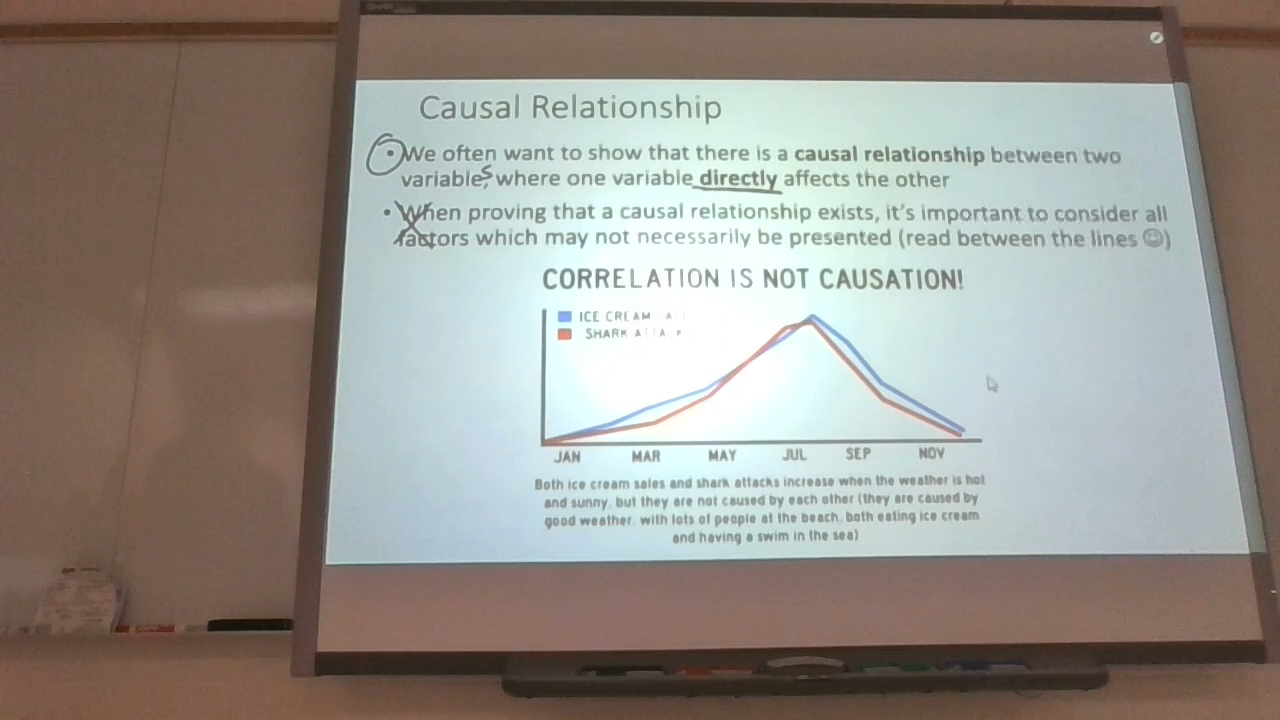 Causal Relationship
• We often want to show that there is a causal relationship between two
variables, where one variable directly affects the other
• When proving that a causal relationship exists, it's important to consider all
factors which may not necessarily be presented (read between the lines ☺)
CORRELATION IS NOT CAUSATION!
ICE CREAM
SHARK ATTACK
JAN MAR MAY JUL SEP NOV
Both ice cream sales and shark attacks increase when the weather is hot
and sunny, but they are not caused by each other (they are caused by
good weather, with lots of people at the beach, both eating ice cream
and having a swim in the sea)